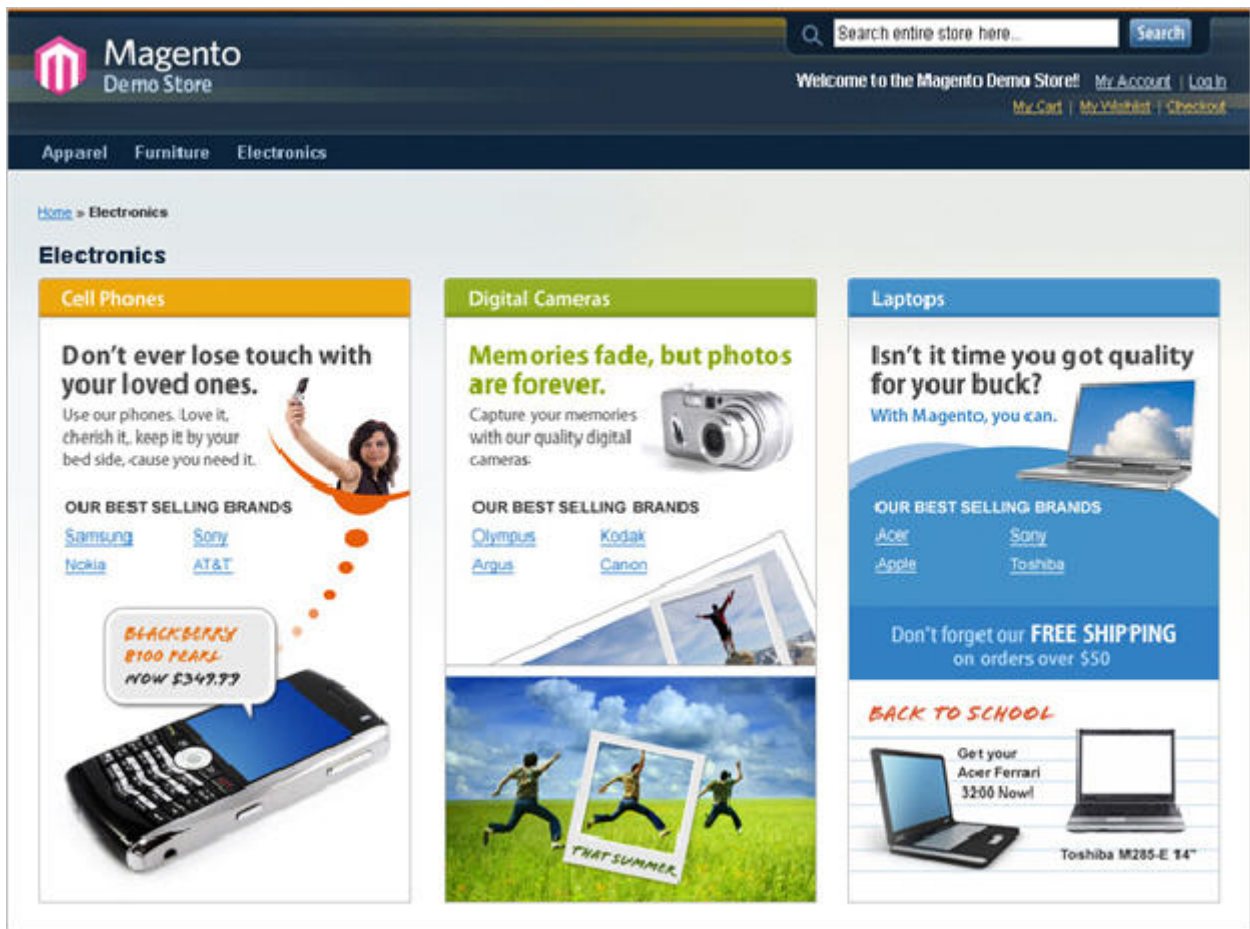 Magento
Demo Store
Search entire store here...
Search
Welcome to the Magento Demo Store!! My Account | Log In
My Cart | My Wishlist | Checkout
Apparel Furniture Electronics
Home » Electronics
Electronics
Cell Phones
Don't ever lose touch with
your loved ones.
Use our phones. Love it,
cherish it, keep it by your
bed side, cause you need it.
OUR BEST SELLING BRANDS
Samsung Sony
Nokia AT&T
BLACKBERRY
8100 PEARL
NOW $349.99
Digital Cameras
Memories fade, but photos
are forever.
Capture your memories
with our quality digital
cameras
OUR BEST SELLING BRANDS
Olympus Kodak
Argus Canon
THAT SUMMER
Laptops
Isn't it time you got quality
for your buck?
With Magento, you can.
OUR BEST SELLING BRANDS
Acer Sony
Apple Toshiba
Don't forget our FREE SHIPPING
on orders over $50
BACK TO SCHOOL
Get your
Acer Ferrari
3200 Now!
Toshiba M285-E 14"